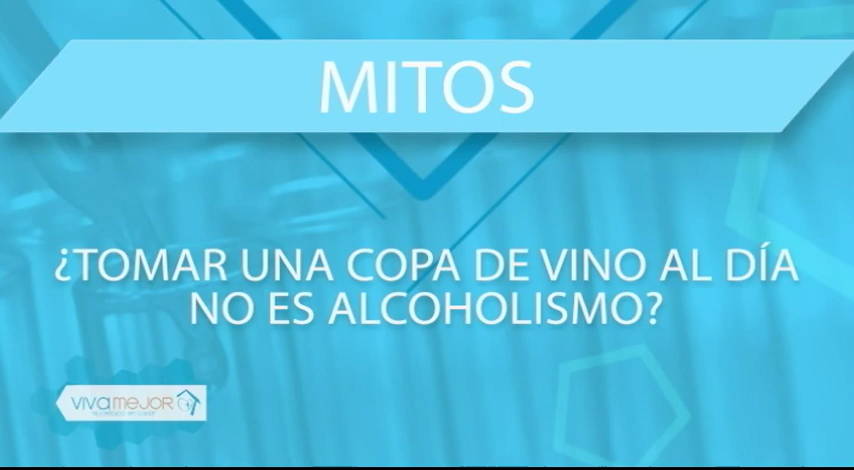 MITOS
¿TOMAR UNA COPA DE VINO AL DÍA
NO ES ALCOHOLISMO?
VIVAMEJOR